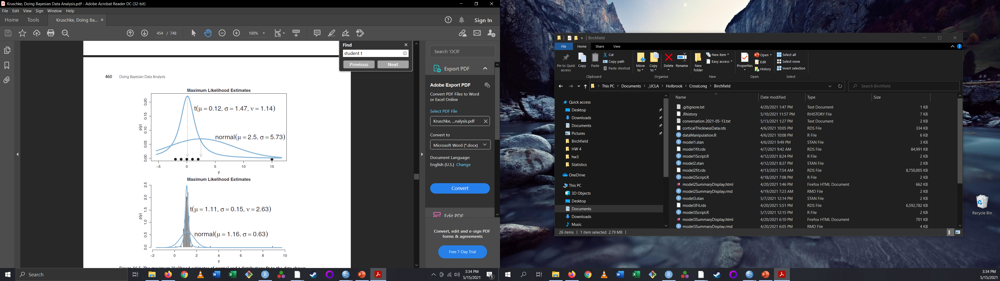 Kruschke, Doing Bayesian Data Analysis.pdf - Adobe Acrobat Reader DC (32-bit)
File Edit View Sign Window Help
Home Tools Kruschke, Doing Ba... × Sign In
454 / 748 100%
Find
student t
Previous Next
460 Doing Bayesian Data Analysis
Maximum Likelihood Estimates
t(μ = 0.12, σ = 1.47, ν = 1.14)
normal(μ = 2.5, σ = 5.73)
p(y)
0.00 0.05 0.10 0.15 0.20
−5 0 5 10 15
y
Maximum Likelihood Estimates
t(μ = 1.11, σ = 0.15, ν = 2.63)
normal(μ = 1.16, σ = 0.63)
p(y)
0.0 0.5 1.0 1.5 2.0 2.5
−2 0 2 4 6 8 10
y
Search 'OCR'
Export PDF
Adobe Export PDF
Convert PDF Files to Word
or Excel Online
Select PDF File
Kruschke, ...nalysis.pdf
Convert to
Microsoft Word (*.docx)
Document Language:
English (U.S.) Change
Convert
Edit PDF
Convert, edit and e-sign PDF
forms & agreements
Free 7-Day Trial
Search
3:34 PM
5/15/2021
1
Birchfield
File Home Share View
Pin to Quick access
Copy
Paste
Cut
Copy path
Paste shortcut
Clipboard
Move to
Copy to
Delete
Rename
Organize
New folder
New item
Easy access
New
Properties
Open
Edit
History
Open
Select all
Select none
Invert selection
Select
This PC > Documents > _UCLA > Holbrook > CrossLong > Birchfield
Search Birchfield
Quick access
Desktop
Downloads
Documents
Pictures
Birchfield
HW 4
hw3
Statistics
OneDrive
This PC
3D Objects
Desktop
Documents
Downloads
Music
Name Date modified Type Size
.gitignore.txt 4/20/2021 1:47 PM Text Document 1 KB
.Rhistory 5/10/2021 11:57 PM RHISTORY File 7 KB
conversation 2021-05-13.txt 5/13/2021 1:27 PM Text Document 2 KB
corticalThicknessData.rds 4/6/2021 10:05 PM RDS File 334 KB
dataManipulation.R 4/6/2021 10:08 PM R File 6 KB
model1.stan 4/6/2021 9:49 PM STAN File 3 KB
model1fit.rds 4/7/2021 9:42 AM RDS File 84,991 KB
model1Script.R 4/12/2021 8:24 PM R File 2 KB
model2.stan 4/12/2021 8:37 PM STAN File 2 KB
model2fit.rds 4/13/2021 7:54 AM RDS File 8,750,005 KB
model2Script.R 4/18/2021 7:08 PM R File 2 KB
model2SummaryDisplay.html 4/20/2021 1:46 PM Firefox HTML Document 662 KB
model2SummaryDisplay.rmd 4/19/2021 7:23 AM RMD File 2 KB
model3.stan 5/7/2021 12:14 PM STAN File 2 KB
model3Fit.rds 4/20/2021 5:51 PM RDS File 6,592,782 KB
model3Script.R 5/7/2021 12:15 PM R File 2 KB
model3SummaryDisplay.html 4/20/2021 6:10 PM Firefox HTML Document 701 KB
model3SummaryDisplay.rmd 4/20/2021 6:05 PM RMD File 4 KB
26 items 1 item selected 2.79 MB
Recycle Bin
3:34 PM
5/15/2021